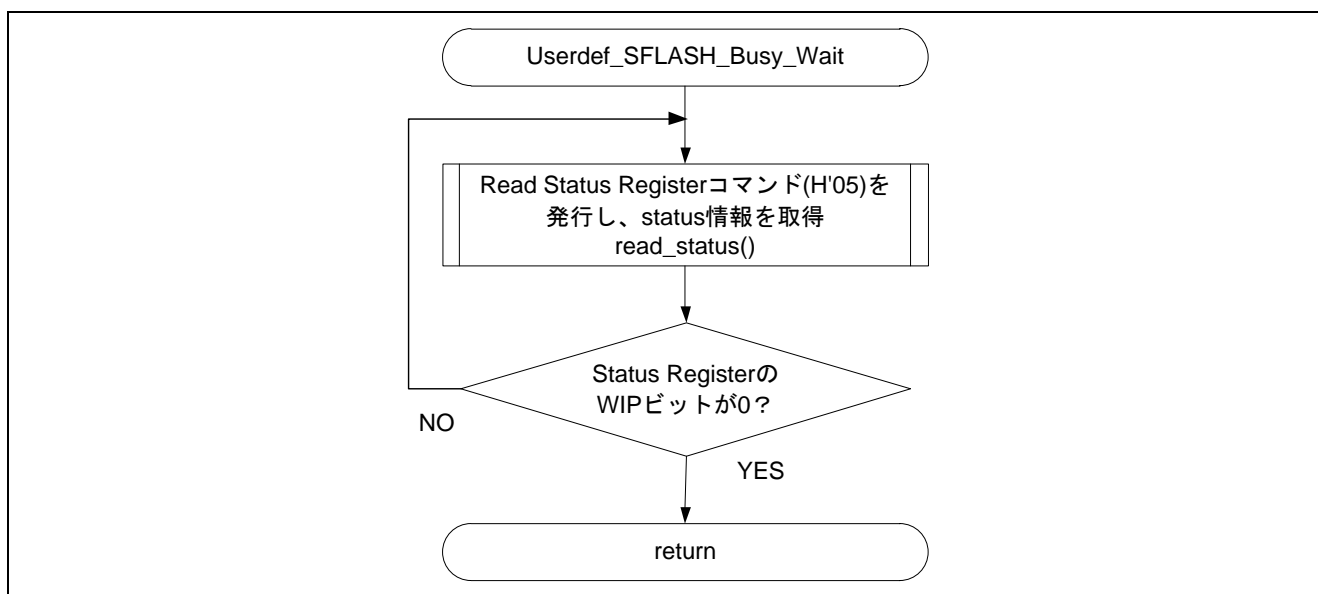 Userdef_SFLASH_Busy_Wait
Read Status Registerコマンド(H'05)を
発行し、status情報を取得
read_status()
Status Registerの
WIPビットが0？
NO
YES
return